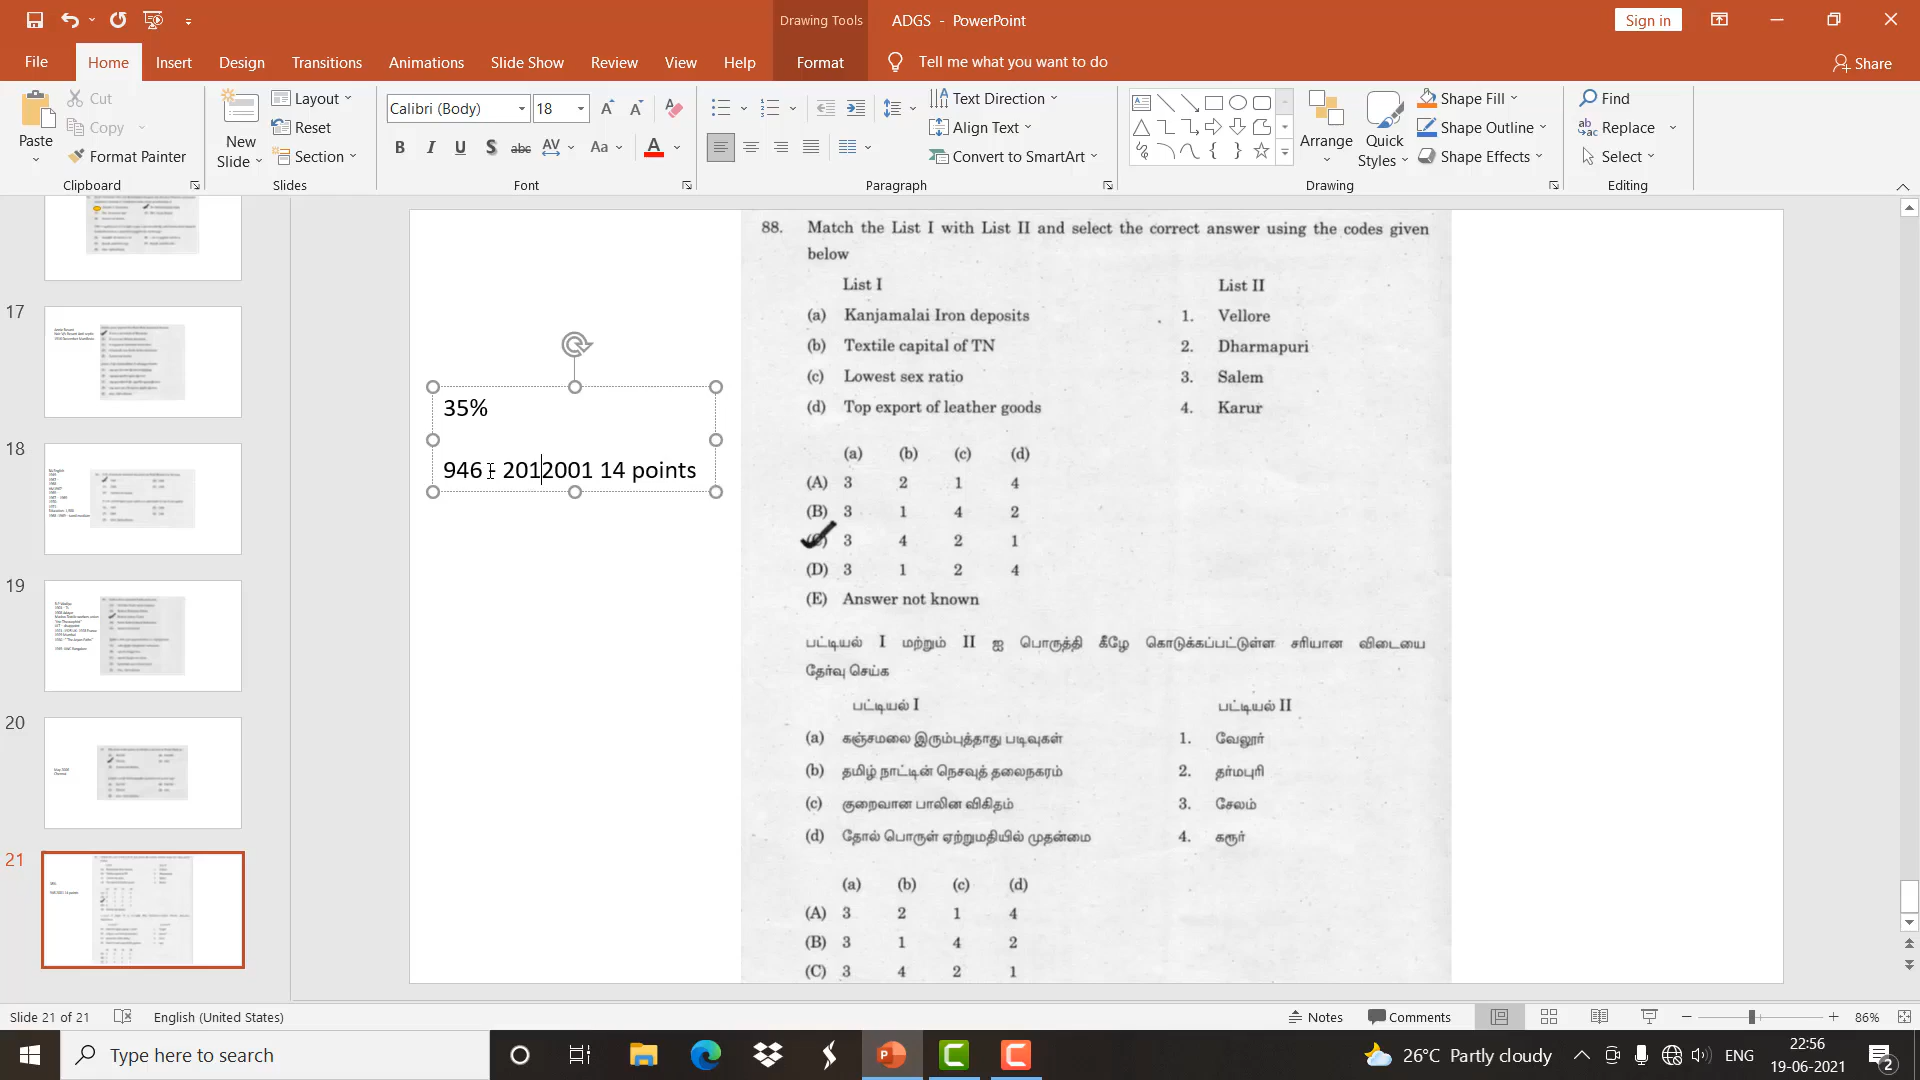 Drawing Tools
ADGS - PowerPoint
Sign in
File
Home
Insert
Design
Transitions
Animations
Slide Show
Review
View
Help
Format
Tell me what you want to do
Share
Paste
Cut
Copy
Format Painter
Clipboard
New Slide
Layout
Reset
Section
Slides
Calibri (Body)
18
Font
Text Direction
Align Text
Convert to SmartArt
Paragraph
Arrange
Quick Styles
Shape Fill
Shape Outline
Shape Effects
Drawing
Find
Replace
Select
Editing
17
18
19
20
21
35%
946 - 2012001 14 points
88. Match the List I with List II and select the correct answer using the codes given
below
List I List II
(a) Kanjamalai Iron deposits 1. Vellore
(b) Textile capital of TN 2. Dharmapuri
(c) Lowest sex ratio 3. Salem
(d) Top export of leather goods 4. Karur
(a) (b) (c) (d)
(A) 3 2 1 4
(B) 3 1 4 2
(C) 3 4 2 1
(D) 3 1 2 4
(E) Answer not known
பட்டியல் I மற்றும் II ஐ பொருத்தி கீழே கொடுக்கப்பட்டுள்ள சரியான விடையை
தேர்வு செய்க
பட்டியல் I பட்டியல் II
(a) கஞ்சமலை இரும்புத்தாது படிவுகள் 1. வேலூர்
(b) தமிழ் நாட்டின் நெசவுத் தலைநகரம் 2. தர்மபுரி
(c) குறைவான பாலின விகிதம் 3. சேலம்
(d) தோல் பொருள் ஏற்றுமதியில் முதன்மை 4. கரூர்
(a) (b) (c) (d)
(A) 3 2 1 4
(B) 3 1 4 2
(C) 3 4 2 1
Slide 21 of 21
English (United States)
Notes
Comments
86%
Type here to search
26°C Partly cloudy
ENG
22:56
19-06-2021
2